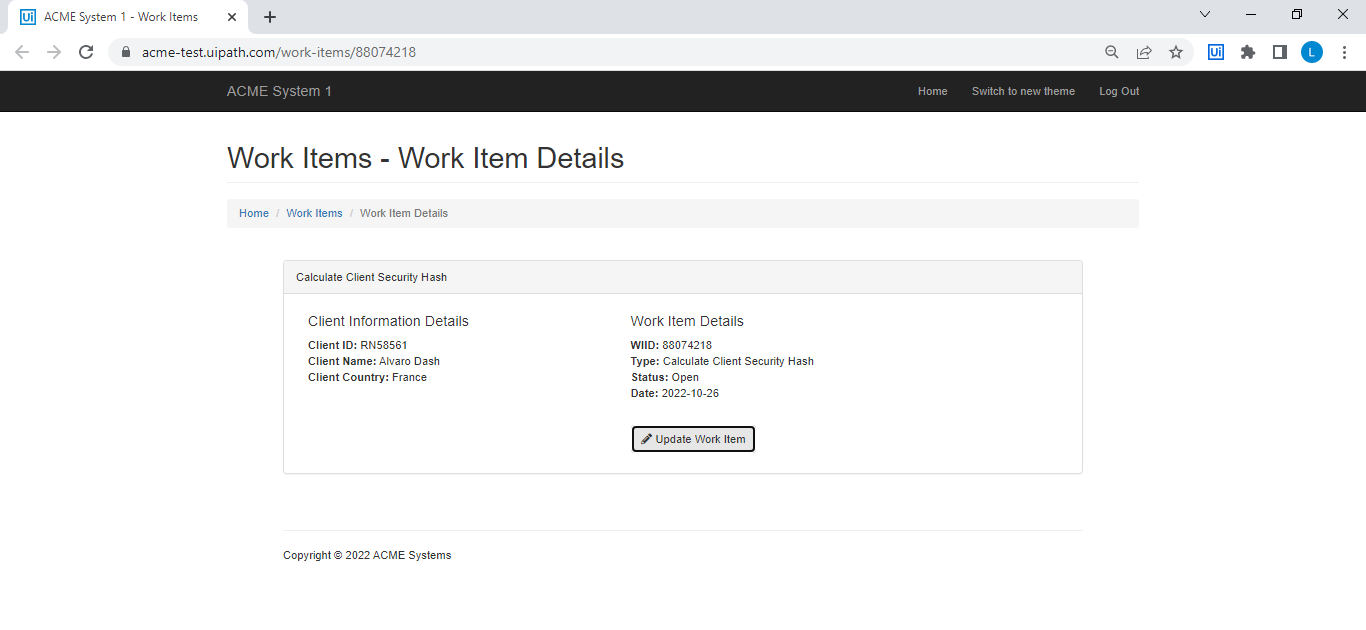 Ui ACME System 1 - Work Items
acme-test.uipath.com/work-items/88074218
Ui
L
ACME System 1 Home Switch to new theme Log Out
Work Items - Work Item Details
Home / Work Items / Work Item Details
Calculate Client Security Hash
Client Information Details
Client ID: RN58561
Client Name: Alvaro Dash
Client Country: France
Work Item Details
WIID: 88074218
Type: Calculate Client Security Hash
Status: Open
Date: 2022-10-26
Update Work Item
Copyright © 2022 ACME Systems